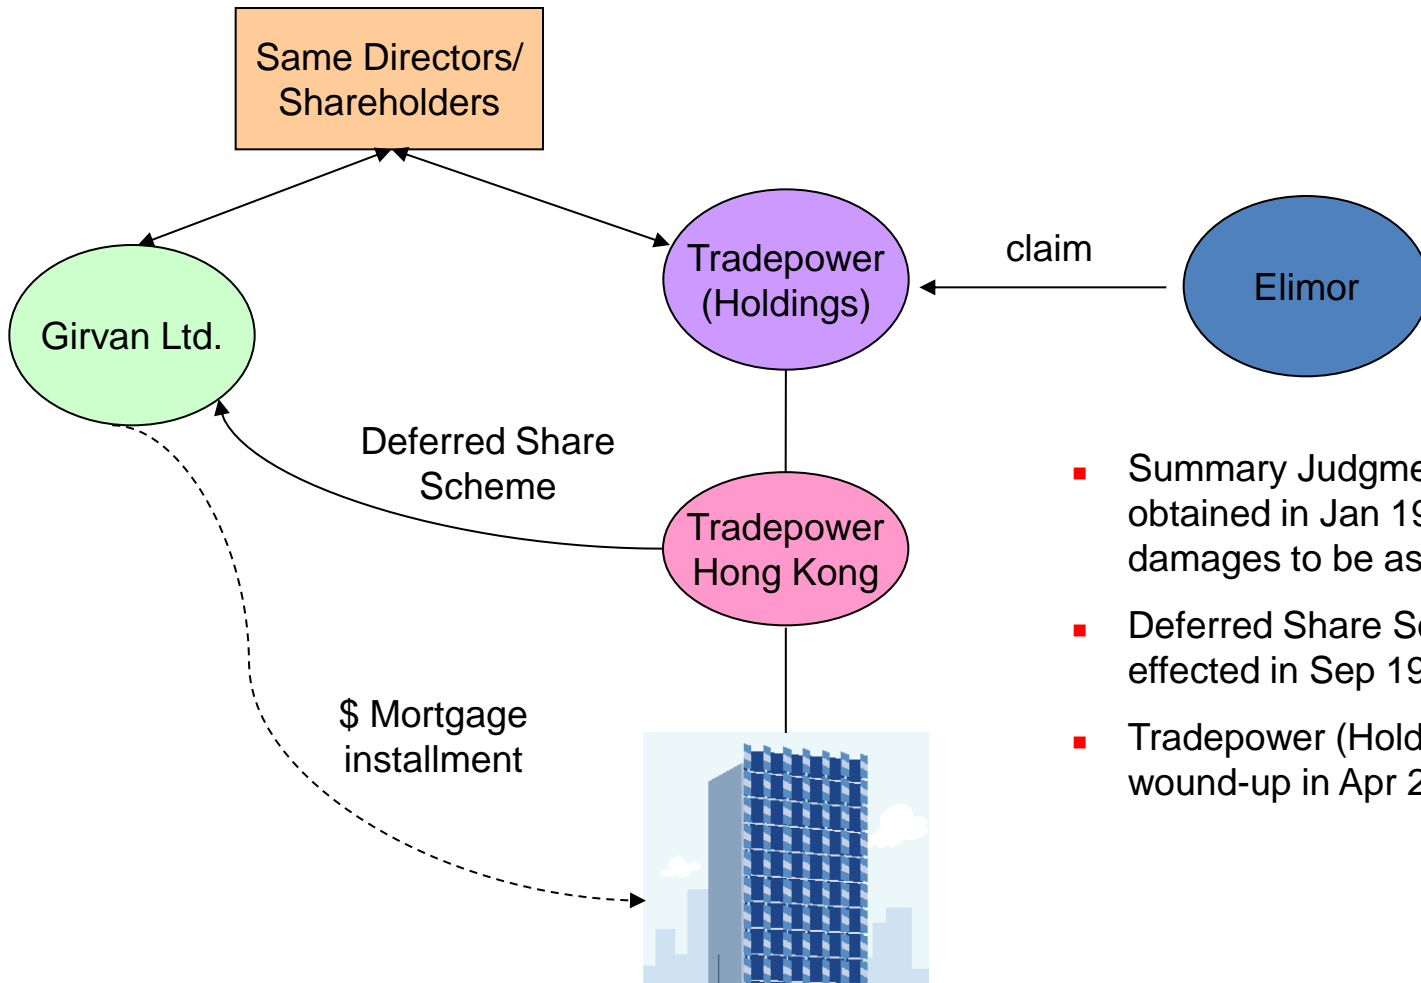 Same Directors/
Shareholders
Tradepower
(Holdings)
claim
Elimor
Girvan Ltd.
Deferred Share
Scheme
Tradepower
Hong Kong
$ Mortgage
installment
Summary
obtained in Jan
damages to be
Deferred Share
effected in Sep
Tradepower
wound-up in Apr